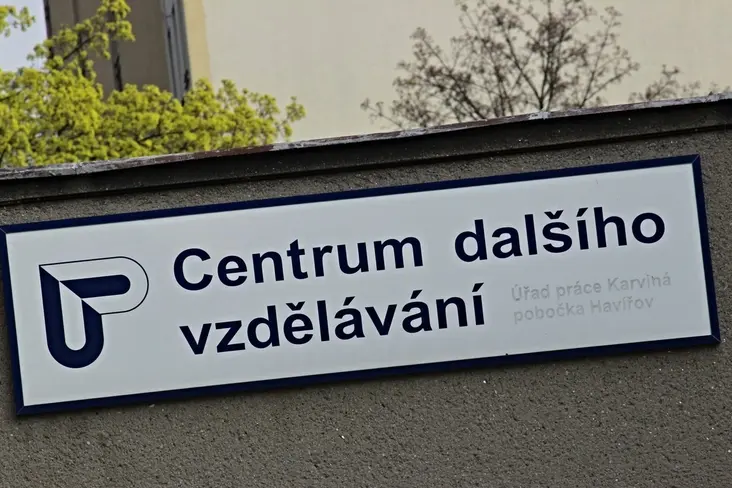 Centrum dalšího
vzdělávání
Úřad práce Karviná
pobočka Havířov